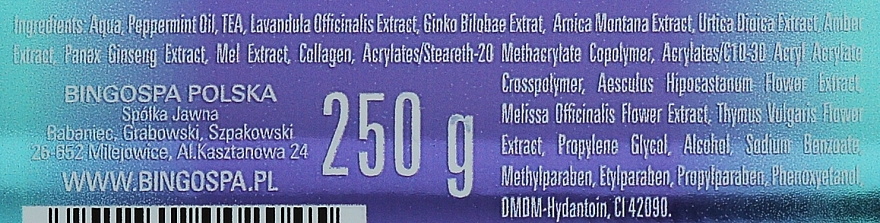 Ingredients: Aqua, Peppermint Oil, TEA, Lavandula Officinalis Extract, Ginko Bilobae Extrat, Arnica Montana Extract, Urtica Dioica Extract, Amber
Extract, Panax Ginseng Extract, Mel Extract, Collagen, Acrylates/Steareth-20 Methacrylate Copolymer, Acrylates/C10-30 Acryl Acrylate
Crosspolymer, Aesculus Hipocastanum Flower Extract,
Melissa Officinalis Flower Extract, Thymus Vulgaris Flower
Extract, Propylene Glycol, Alcohol, Sodium Benzoate,
Methylparaben, Etylparaben, Propylparaben, Phenoxyetanol,
DMDM-Hydantoin, CI 42090.
BINGOSPA POLSKA
Spółka Jawna
Babaniec, Grabowski, Szpakowski
26-652 Milejowice, Al.Kasztanowa 24
WWW.BINGOSPA.PL
250 g